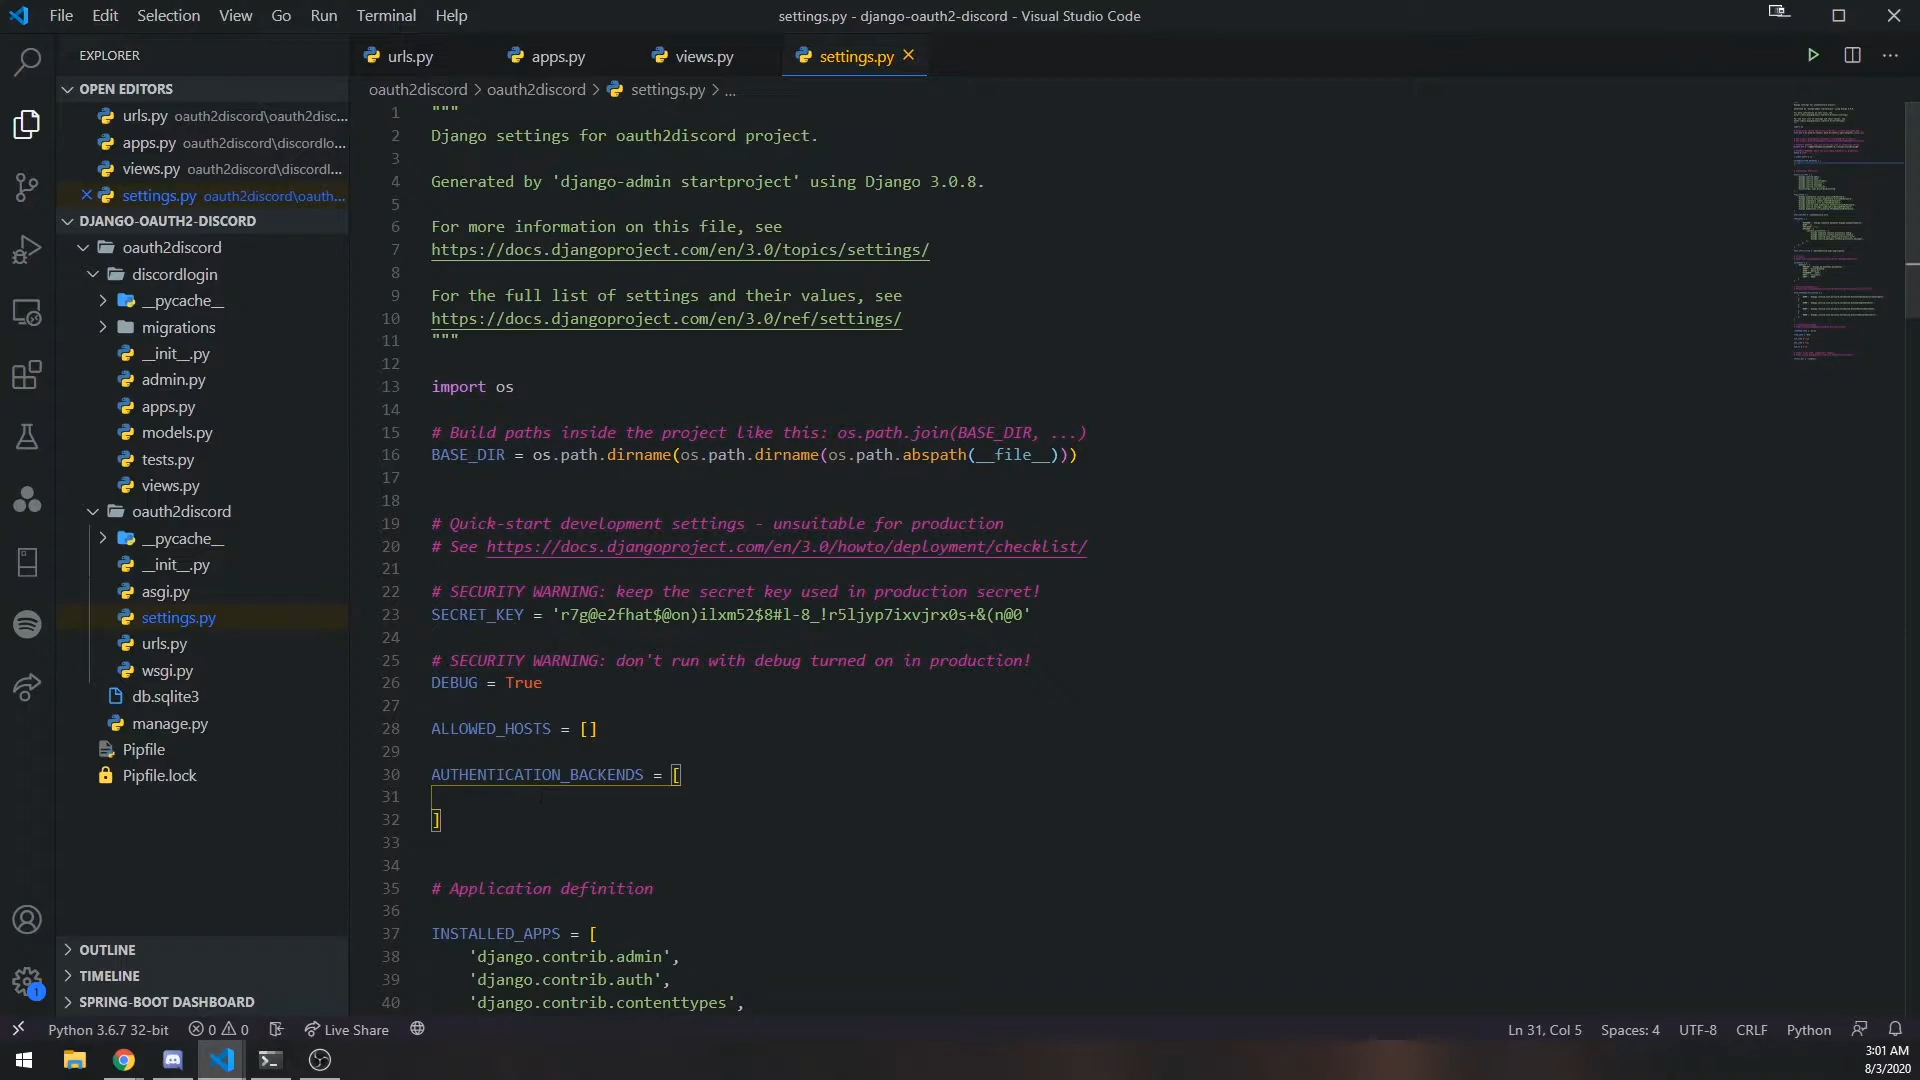 File Edit Selection View Go Run Terminal Help
settings.py - django-oauth2-discord - Visual Studio Code
EXPLORER
OPEN EDITORS
urls.py oauth2discord\oauth2disc...
apps.py oauth2discord\discordlo...
views.py oauth2discord\discordl...
settings.py oauth2discord\oauth...
DJANGO-OAUTH2-DISCORD
oauth2discord
discordlogin
__pycache__
migrations
__init__.py
admin.py
apps.py
models.py
tests.py
views.py
oauth2discord
__pycache__
__init__.py
asgi.py
settings.py
urls.py
wsgi.py
db.sqlite3
manage.py
Pipfile
Pipfile.lock
OUTLINE
TIMELINE
SPRING-BOOT DASHBOARD
urls.py apps.py views.py settings.py
oauth2discord > oauth2discord > settings.py > ...
1 """
2 Django settings for oauth2discord project.
3
4 Generated by 'django-admin startproject' using Django 3.0.8.
5
6 For more information on this file, see
7 https://docs.djangoproject.com/en/3.0/topics/settings/
8
9 For the full list of settings and their values, see
10 https://docs.djangoproject.com/en/3.0/ref/settings/
11 """
12
13 import os
14
15 # Build paths inside the project like this: os.path.join(BASE_DIR, ...)
16 BASE_DIR = os.path.dirname(os.path.dirname(os.path.abspath(__file__)))
17
18
19 # Quick-start development settings - unsuitable for production
20 # See https://docs.djangoproject.com/en/3.0/howto/deployment/checklist/
21
22 # SECURITY WARNING: keep the secret key used in production secret!
23 SECRET_KEY = 'r7g@e2fhat$@on)ilxm52$8#l-8_!r5ljyp7ixvjrx0s+&(n@0'
24
25 # SECURITY WARNING: don't run with debug turned on in production!
26 DEBUG = True
27
28 ALLOWED_HOSTS = []
29
30 AUTHENTICATION_BACKENDS = [
31
32 ]
33
34
35 # Application definition
36
37 INSTALLED_APPS = [
38 'django.contrib.admin',
39 'django.contrib.auth',
40 'django.contrib.contenttypes',
1
Python 3.6.7 32-bit 0 0 Live Share Ln 31, Col 5 Spaces: 4 UTF-8 CRLF Python
3:01 AM
8/3/2020